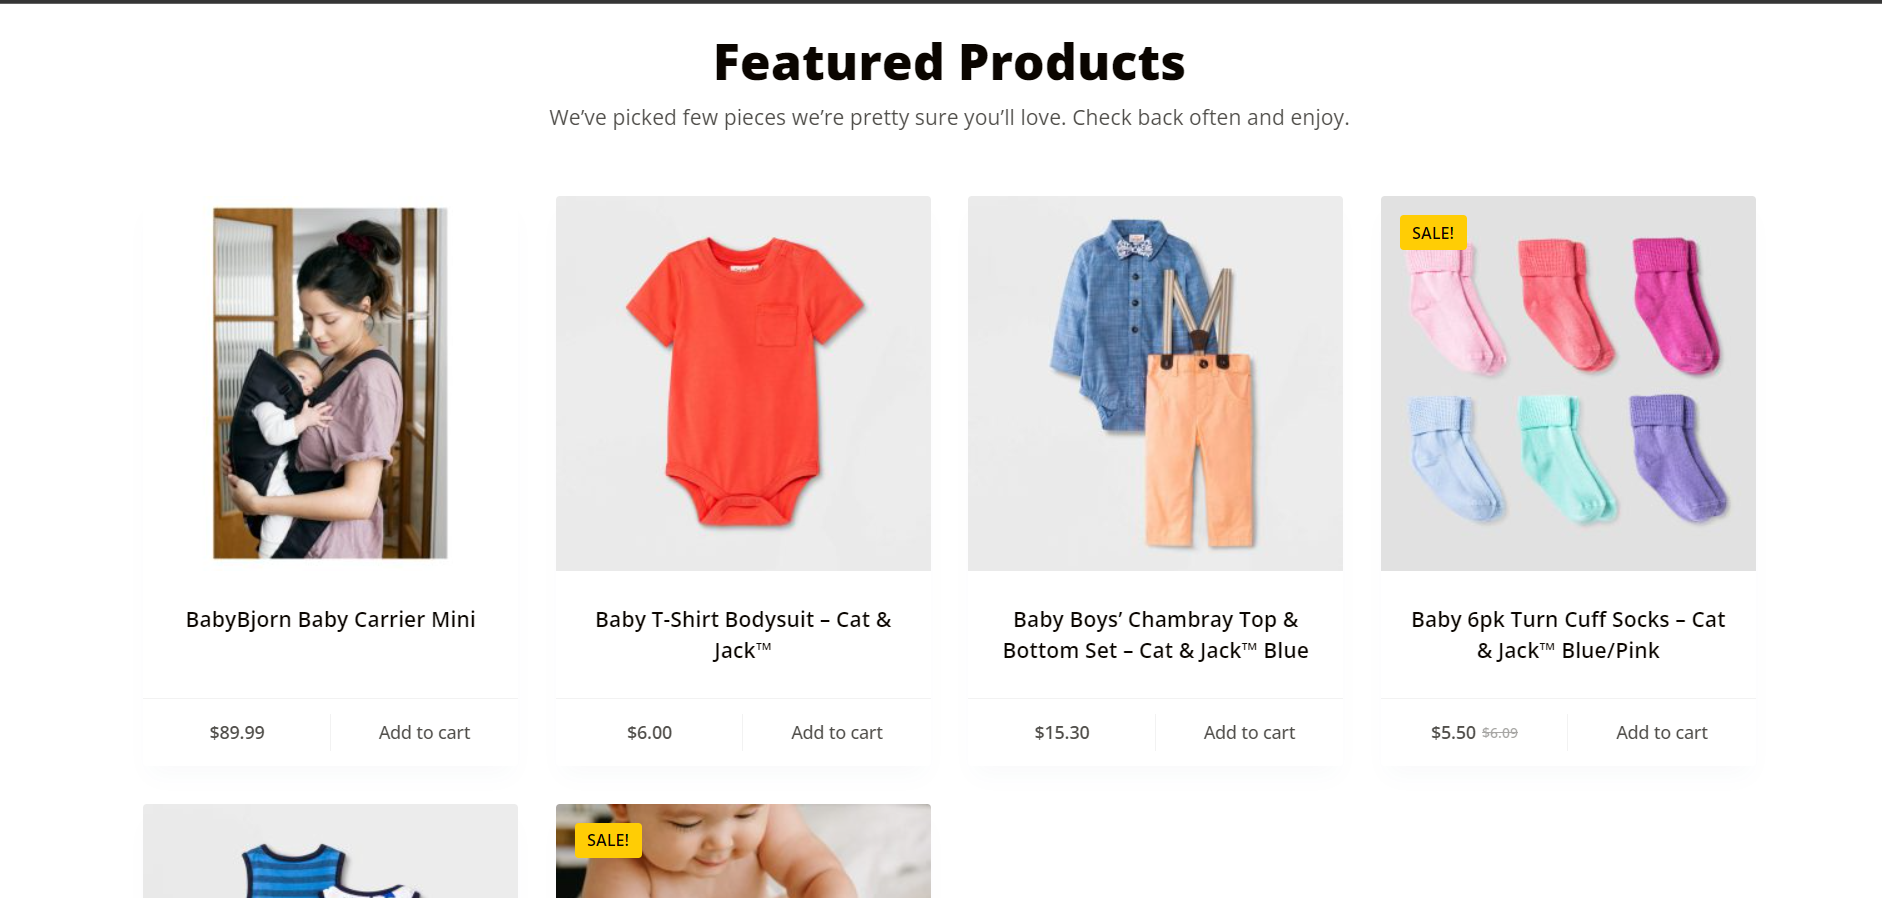 Featured Products
We’ve picked few pieces we’re pretty sure you’ll love. Check back often and enjoy.
SALE!
BabyBjorn Baby Carrier Mini
Baby T-Shirt Bodysuit – Cat &
Jack™
Baby Boys’ Chambray Top &
Bottom Set – Cat & Jack™ Blue
Baby 6pk Turn Cuff Socks – Cat
& Jack™ Blue/Pink
$89.99
Add to cart
$6.00
Add to cart
$15.30
Add to cart
$5.50 $6.09
Add to cart
SALE!